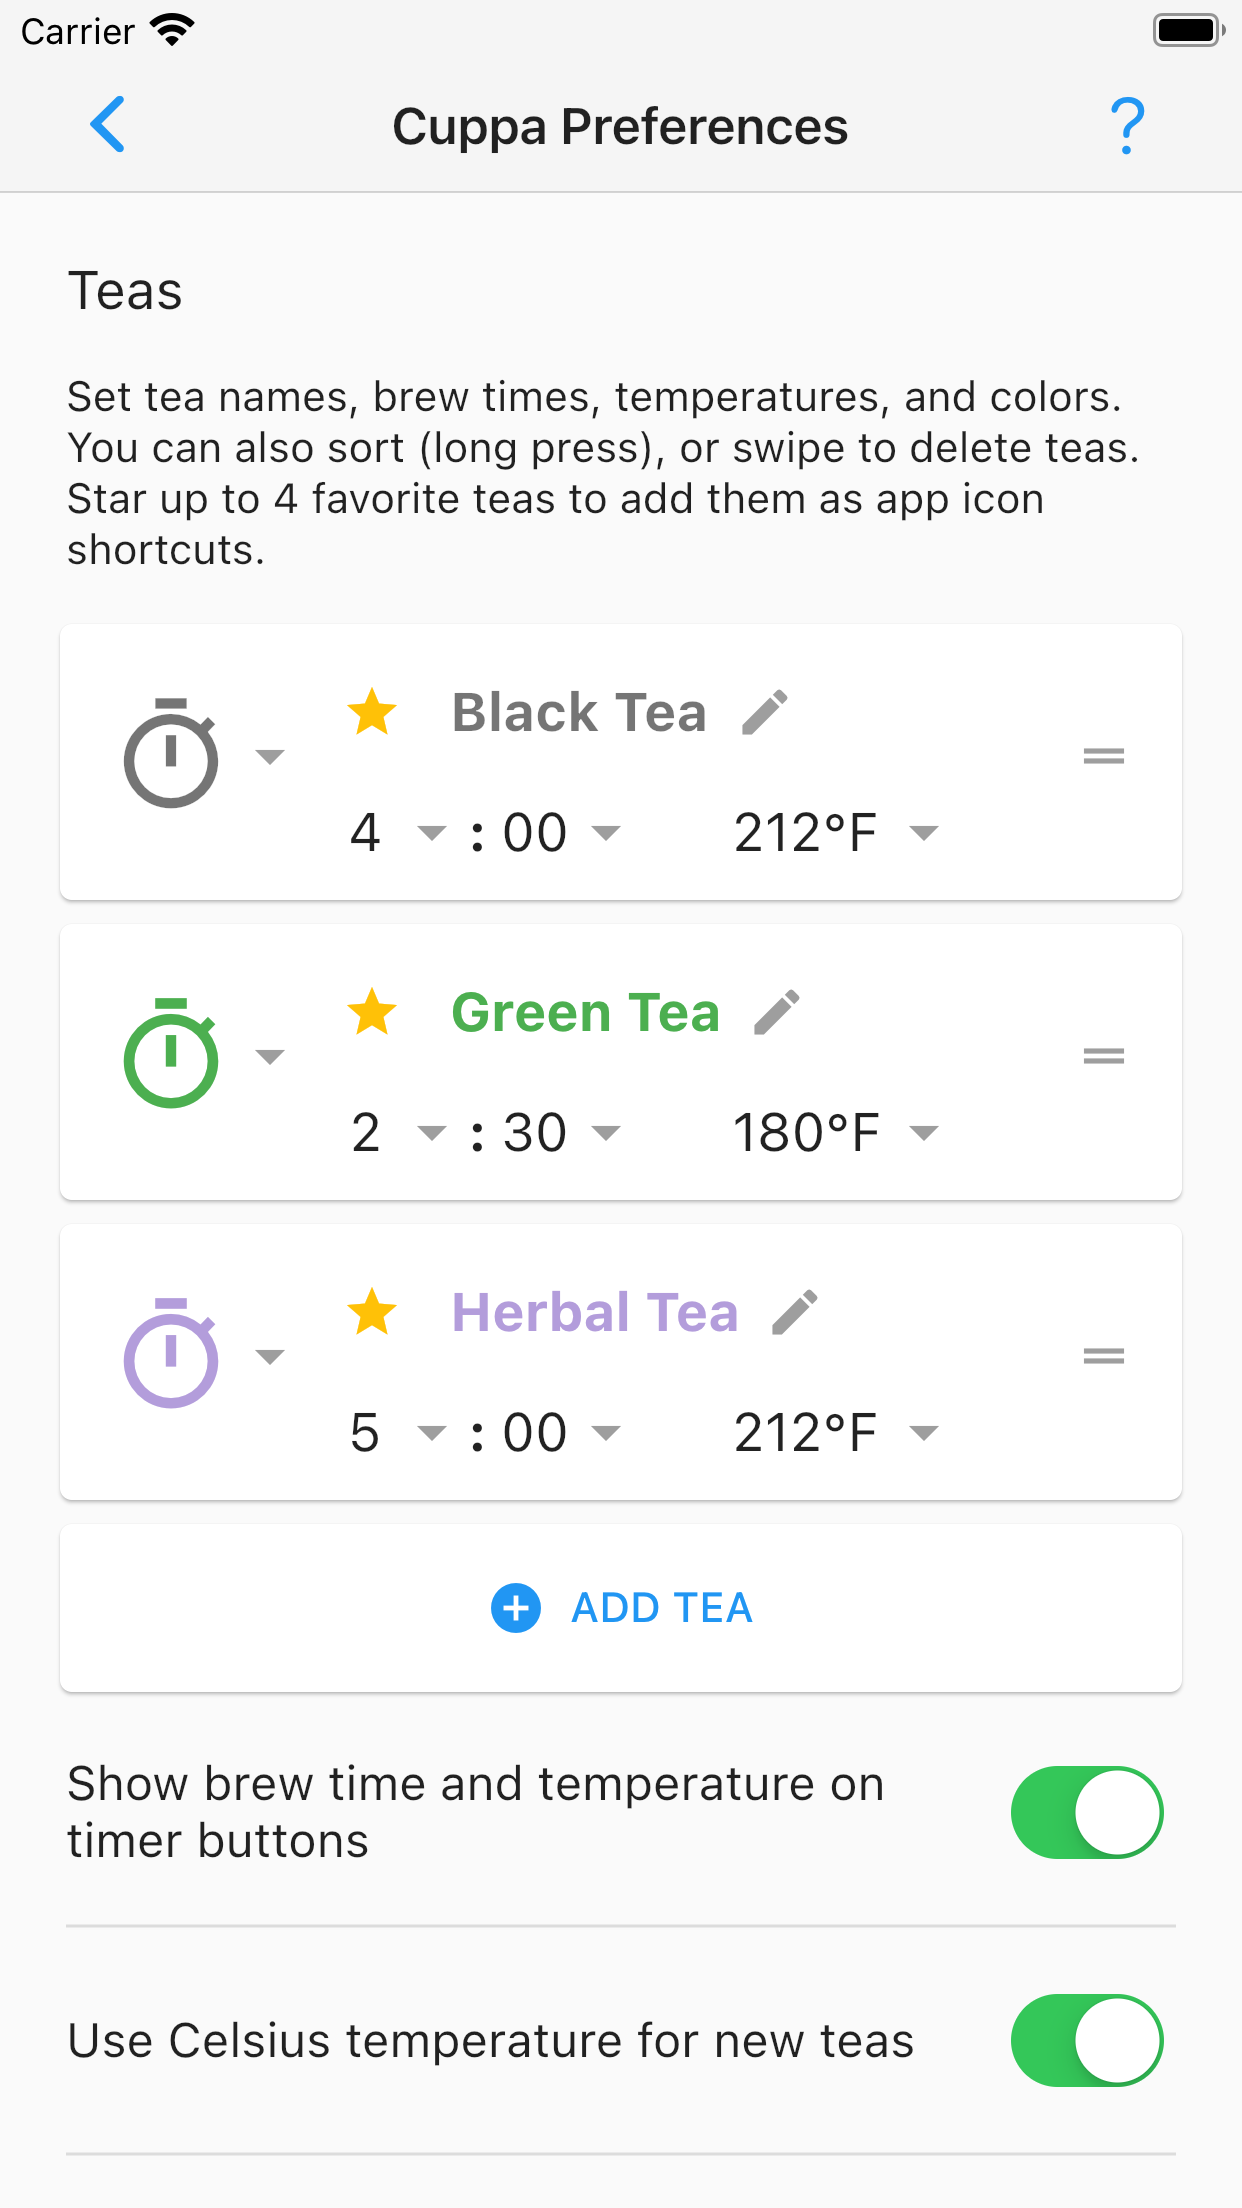 Carrier
Cuppa Preferences
?
Teas
Set tea names, brew times, temperatures, and colors.
You can also sort (long press), or swipe to delete teas.
Star up to 4 favorite teas to add them as app icon
shortcuts.
Black Tea
4 : 00 212°F
Green Tea
2 : 30 180°F
Herbal Tea
5 : 00 212°F
ADD TEA
Show brew time and temperature on
timer buttons
Use Celsius temperature for new teas